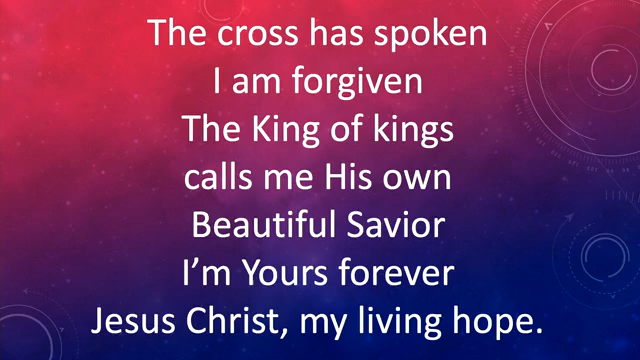 The cross has spoken
I am forgiven
The King of kings
calls me His own
Beautiful Savior
I’m Yours forever
Jesus Christ, my living hope.